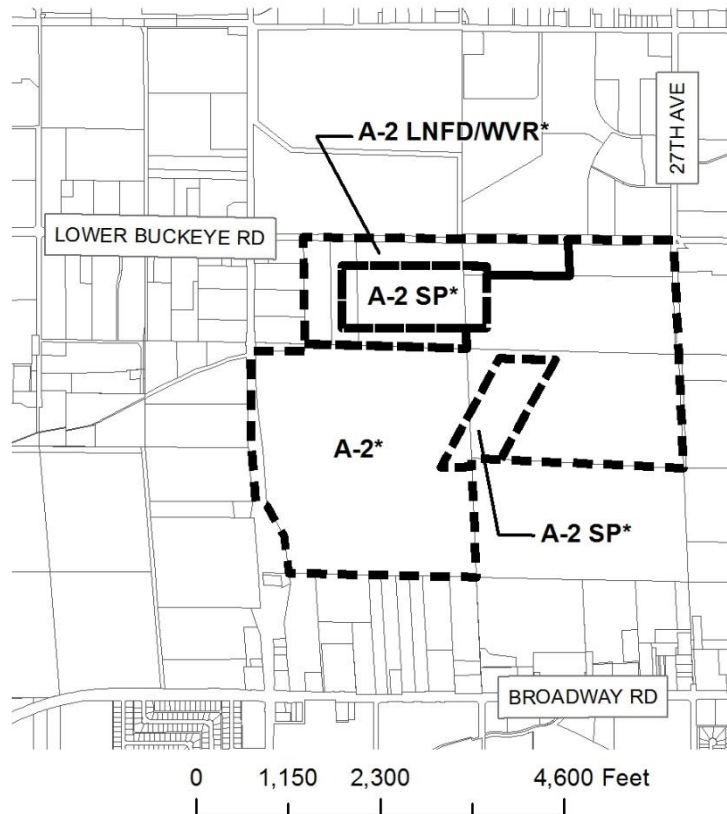 27TH AVE
A-2 LNFD/WVR*
LOWER BUCKEYE RD
A-2 SP*
A-2*
A-2 SP*
BROADWAY RD
0 1,150 2,300 4,600 Feet